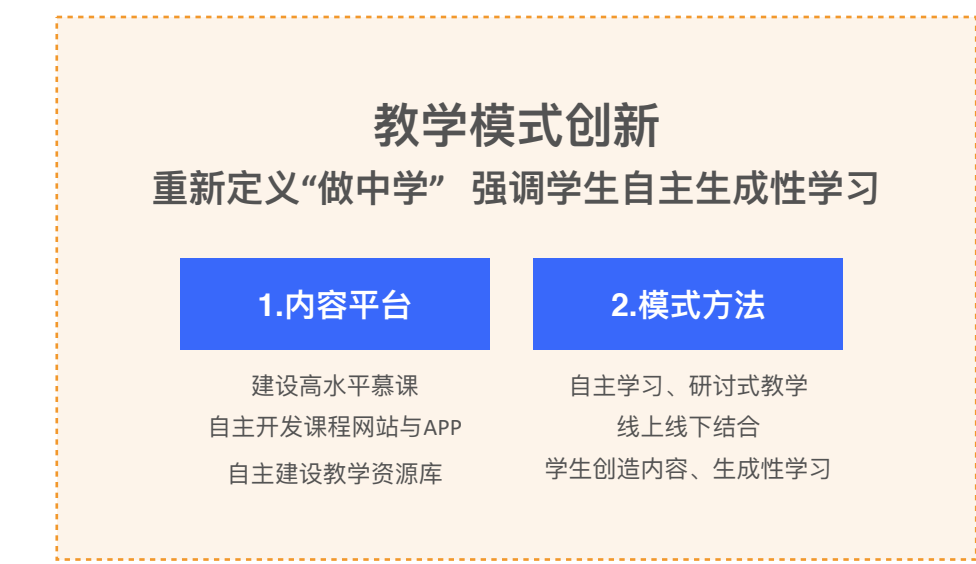 教学模式创新
重新定义“做中学” 强调学生自主生成性学习
1.内容平台
建设高水平慕课
自主开发课程网站与APP
自主建设教学资源库
2.模式方法
自主学习、研讨式教学
线上线下结合
学生创造内容、生成性学习